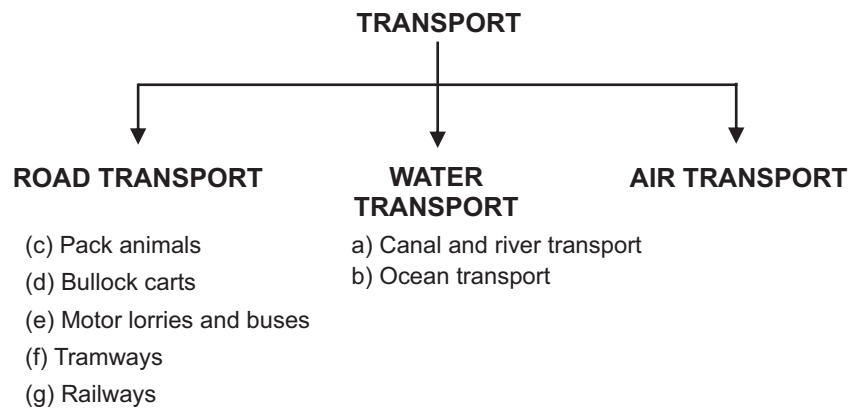 TRANSPORT
ROAD TRANSPORT
(c) Pack animals
(d) Bullock carts
(e) Motor lorries and buses
(f) Tramways
(g) Railways
WATER
TRANSPORT
a) Canal and river transport
b) Ocean transport
AIR TRANSPORT